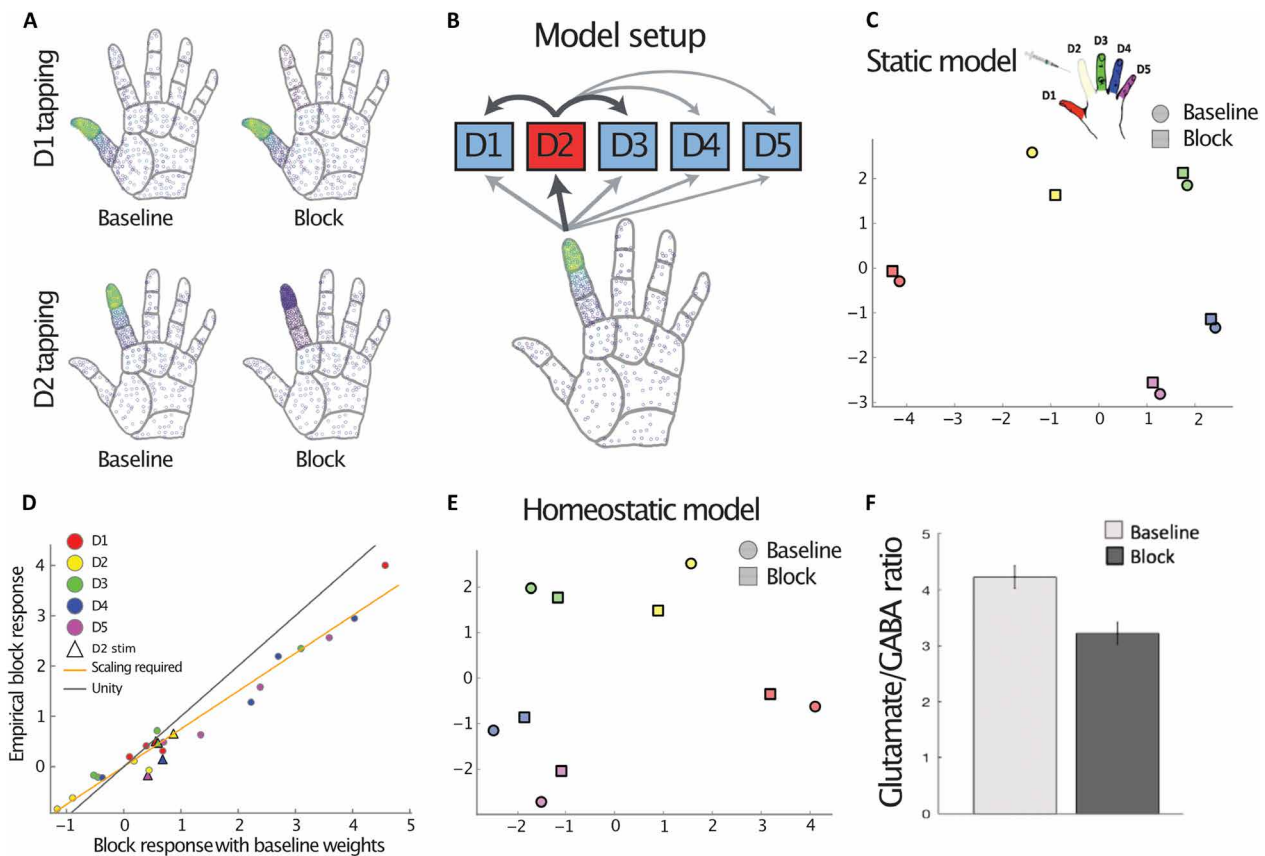 A
D1 tapping
Baseline
Block
D2 tapping
Baseline
Block
B
Model setup
D1
D2
D3
D4
D5
C
Static model
D1
D2
D3
D4
D5
Baseline
Block
2
1
0
−1
−2
−3
−4
−3
−2
−1
0
1
2
D
D1
D2
D3
D4
D5
D2 stim
Scaling required
Unity
Empirical block response
4
3
2
1
0
−1
0
1
2
3
4
5
Block response with baseline weights
E
Homeostatic model
Baseline
Block
2
1
0
−1
−2
−2
−1
0
1
2
3
4
F
Glutamate/GABA ratio
Baseline
Block
5
4
3
2
1
0